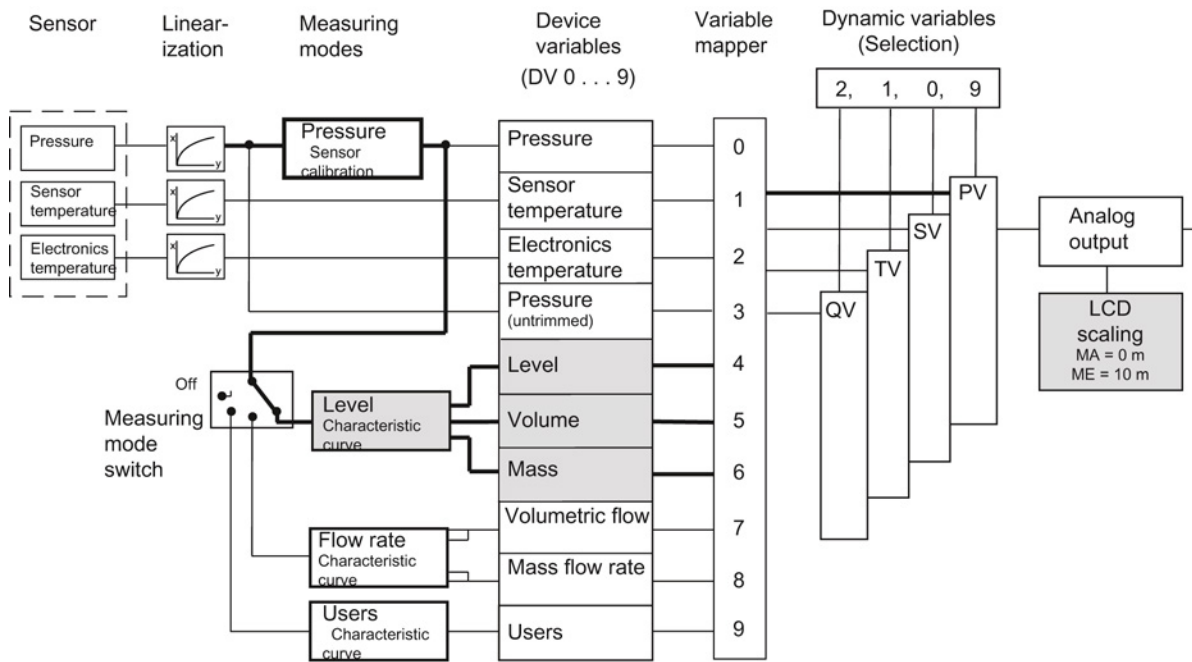 Sensor
Linear-
ization
Measuring
modes
Device
variables
(DV 0 . . . 9)
Variable
mapper
Dynamic variables
(Selection)
2, 1, 0, 9
Pressure
x
y
Pressure
Sensor
calibration
Pressure
0
Sensor
temperature
x
y
Sensor
temperature
1
Electronics
temperature
x
y
Electronics
temperature
2
Pressure
(untrimmed)
3
PV
SV
TV
QV
Analog
output
LCD
scaling
MA = 0 m
ME = 10 m
Off
Measuring
mode
switch
Level
Characteristic
curve
Level
4
Volume
5
Mass
6
Flow rate
Characteristic
curve
Volumetric flow
7
Mass flow rate
8
Users
Characteristic
curve
Users
9